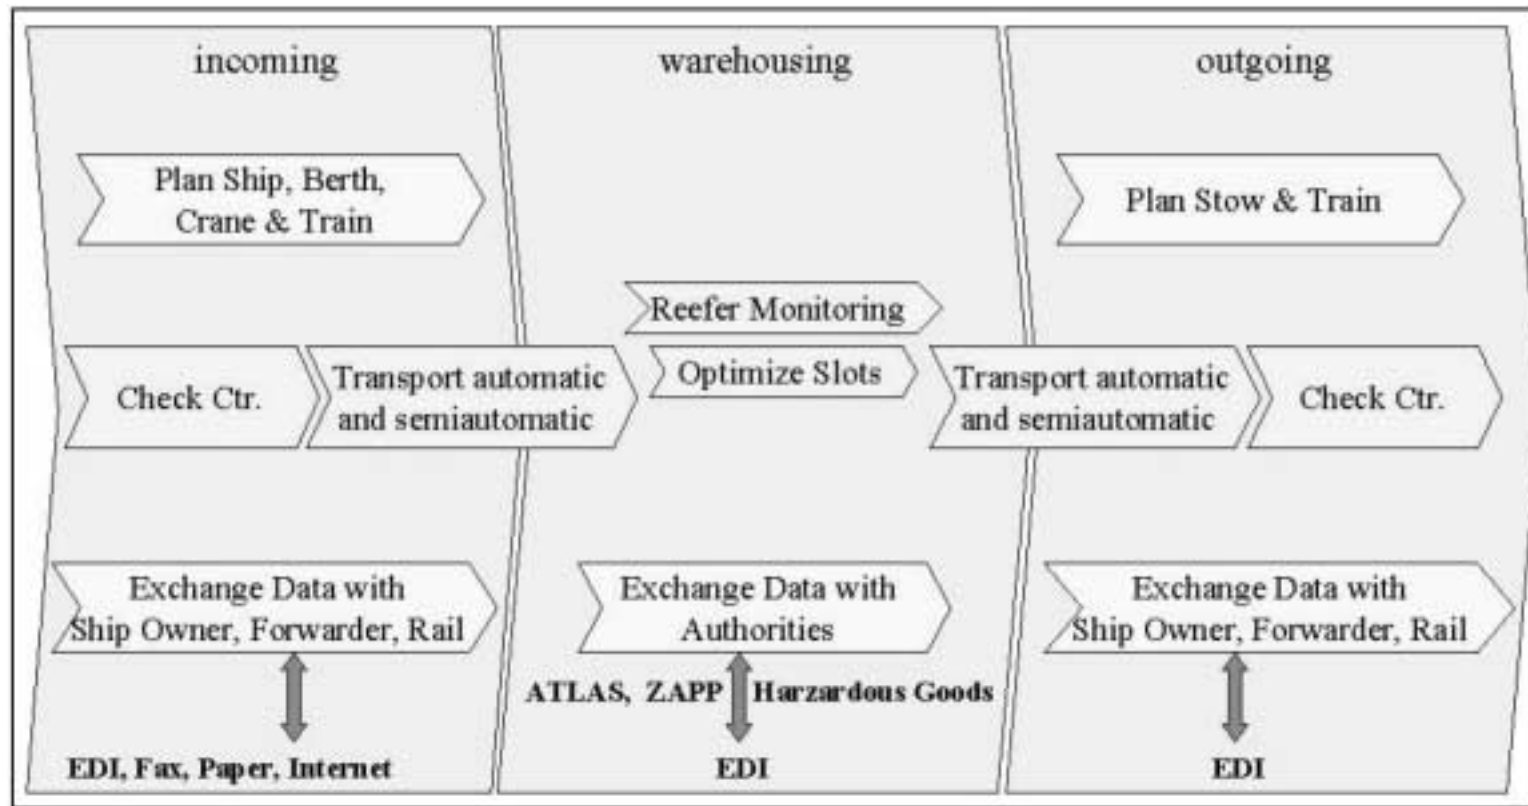 incoming
warehousing
outgoing
Plan Ship, Berth,
Crane & Train
Plan Stow & Train
Reefer Monitoring
Check Ctr.
Transport automatic
and semiautomatic
Optimize Slots
Transport automatic
and semiautomatic
Check Ctr.
Exchange Data with
Ship Owner, Forwarder, Rail
Exchange Data with
Authorities
Exchange Data with
Ship Owner, Forwarder, Rail
ATLAS, ZAPP Harzardous Goods
EDI, Fax, Paper, Internet
EDI
EDI